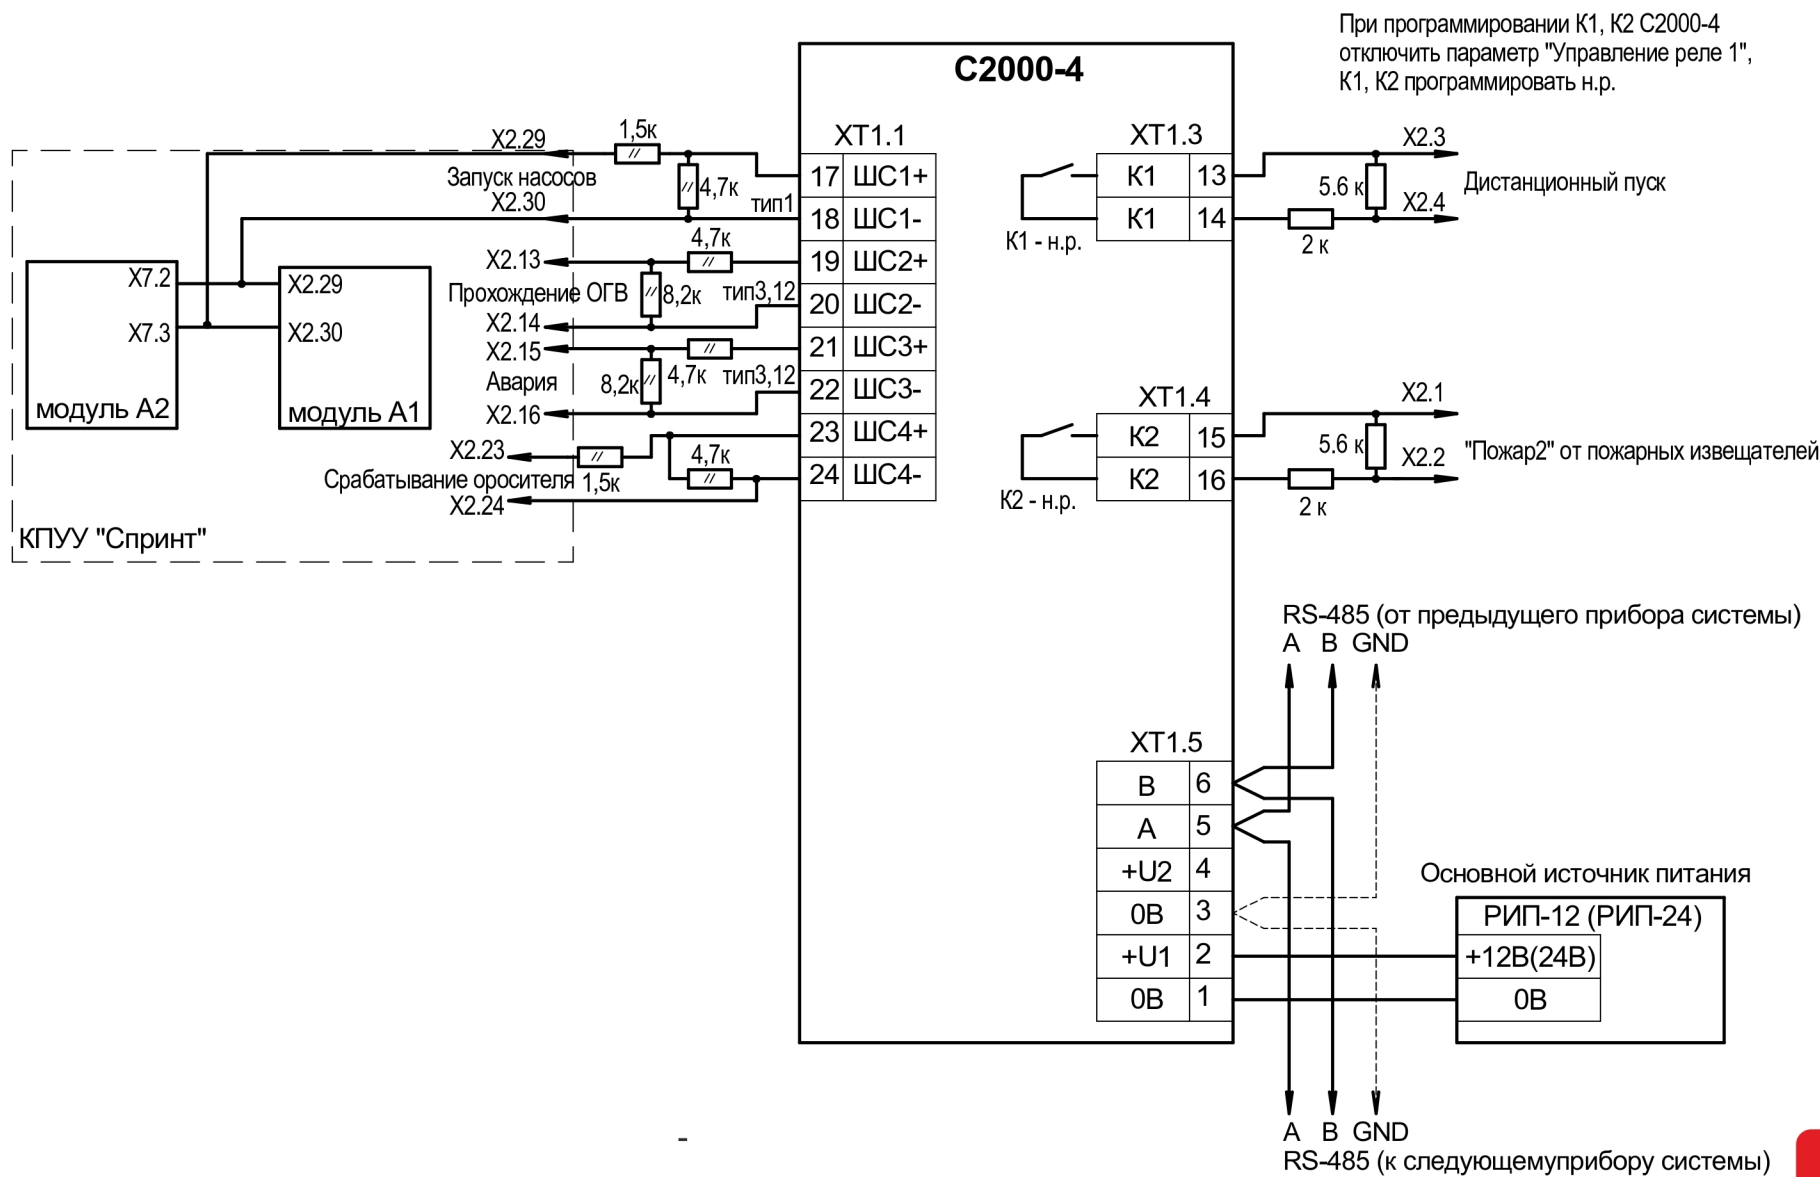 При программировании К1, К2 С2000-4
отключить параметр "Управление реле 1",
К1, К2 программировать н.р.
С2000-4
XT1.1
17 ШС1+
18 ШС1-
19 ШС2+
20 ШС2-
21 ШС3+
22 ШС3-
23 ШС4+
24 ШС4-
X2.29
1,5к
Запуск насосов
4,7к
X2.30
тип1
X2.13
4,7к
Прохождение ОГВ
8,2к
тип3,12
X2.14
X2.15
Авария
8,2к
4,7к
тип3,12
X2.16
X2.23
4,7к
Срабатывание оросителя
1,5к
X2.24
X7.2
X7.3
модуль А2
X2.29
X2.30
модуль А1
КПУУ "Спринт"
XT1.3
К1 13
К1 14
К1 - н.р.
X2.3
5.6 к
Дистанционный пуск
X2.4
2 к
XT1.4
К2 15
К2 16
К2 - н.р.
X2.1
5.6 к
X2.2
"Пожар2" от пожарных извещателей
2 к
RS-485 (от предыдущего прибора системы)
A B GND
XT1.5
B 6
A 5
+U2 4
0В 3
+U1 2
0В 1
Основной источник питания
РИП-12 (РИП-24)
+12В(24В)
0В
A B GND
RS-485 (к следующемуприбору системы)
-